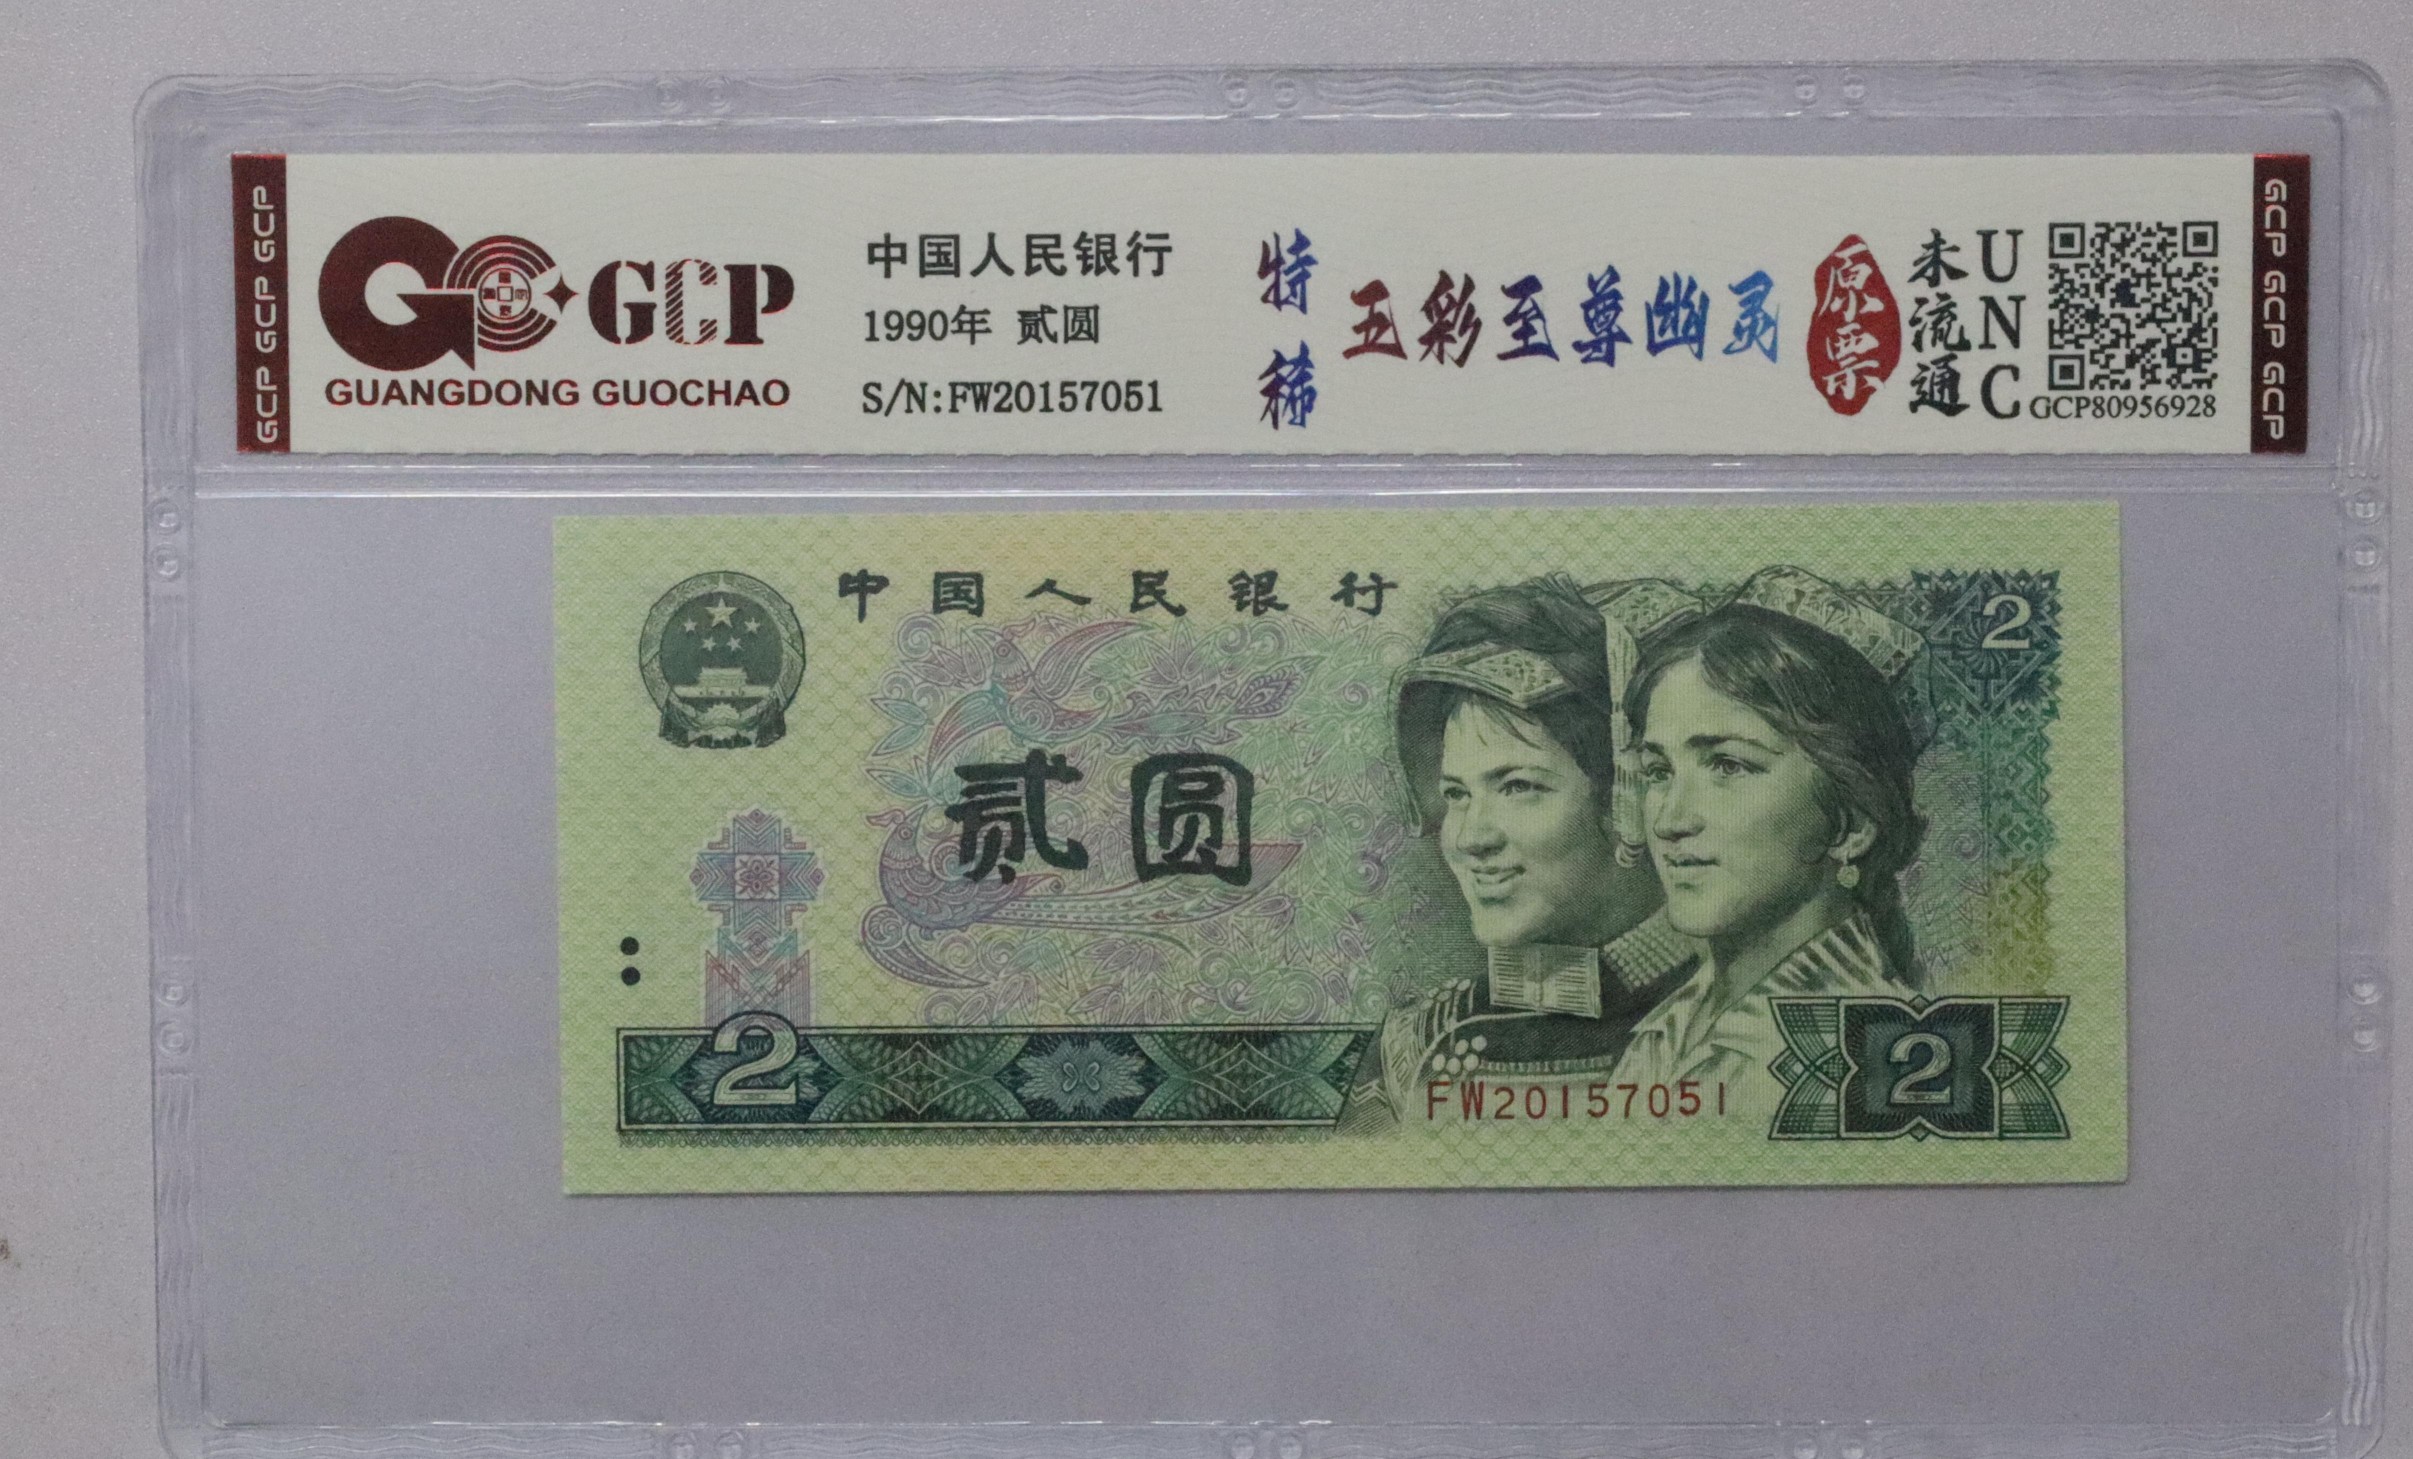 GCP GCP GCP
GCP
GUANGDONG GUOCHAO
中国人民银行
1990年 贰圆
S/N:FW20157051
特稀
五彩至尊幽灵
原票
未流通
UNC
GCP80956928
GCP GCP GCP
中国人民银行
2
贰圆
2
FW20157051
2